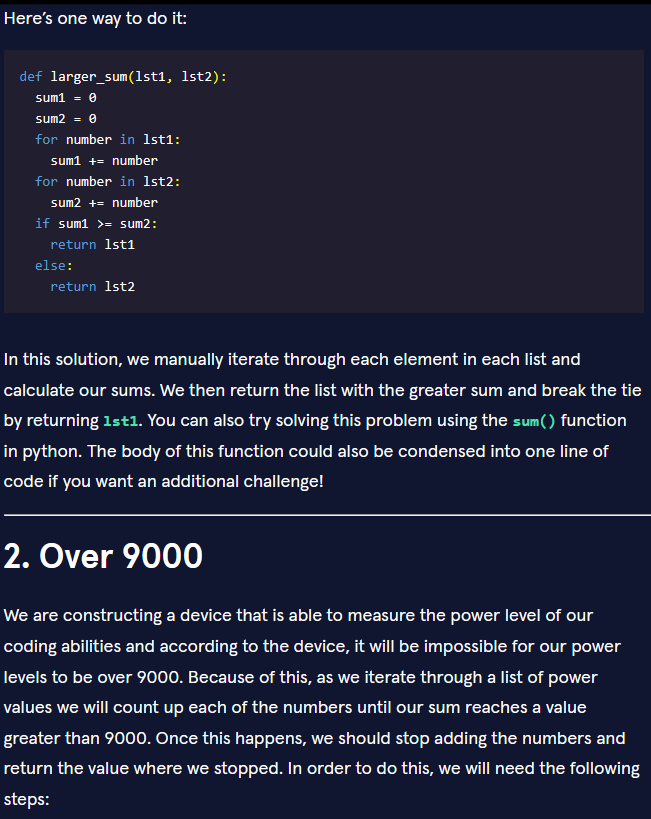 Here’s one way to do it:
def larger_sum(lst1, lst2):
  sum1 = 0
  sum2 = 0
  for number in lst1:
    sum1 += number
  for number in lst2:
    sum2 += number
  if sum1 >= sum2:
    return lst1
  else:
    return lst2
In this solution, we manually iterate through each element in each list and
calculate our sums. We then return the list with the greater sum and break the tie
by returning lst1. You can also try solving this problem using the sum() function
in python. The body of this function could also be condensed into one line of
code if you want an additional challenge!
2. Over 9000
We are constructing a device that is able to measure the power level of our
coding abilities and according to the device, it will be impossible for our power
levels to be over 9000. Because of this, as we iterate through a list of power
values we will count up each of the numbers until our sum reaches a value
greater than 9000. Once this happens, we should stop adding the numbers and
return the value where we stopped. In order to do this, we will need the following
steps: